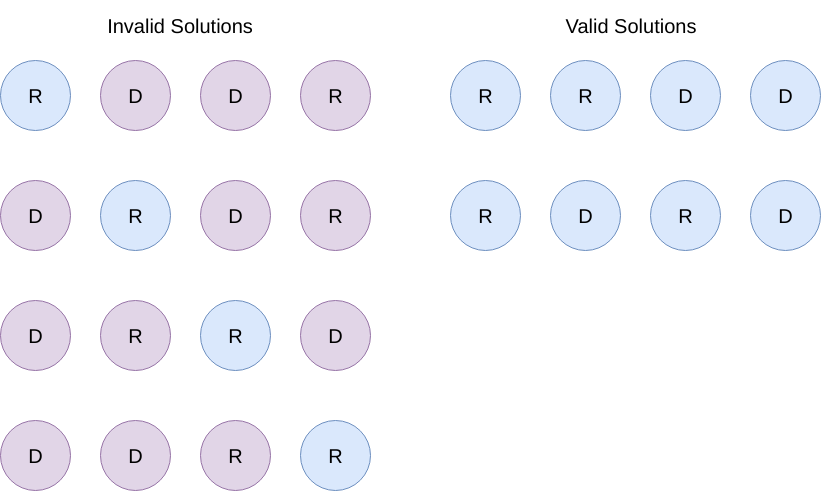 Invalid Solutions
Valid Solutions
R D D R
R R D D
D R D R
R D R D
D R R D
D D R R